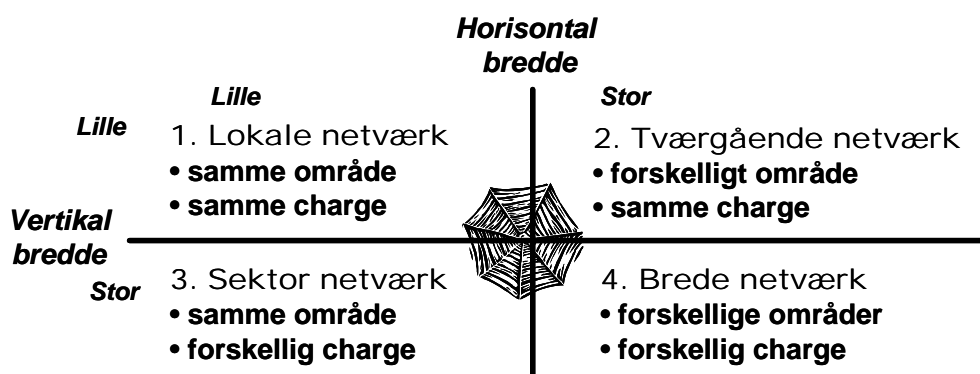 Horisontal
bredde
Lille
Stor
Lille
1. Lokale netværk
• samme område
• samme charge
2. Tværgående netværk
• forskelligt område
• samme charge
Vertikal
bredde
Stor
3. Sektor netværk
• samme område
• forskellig charge
4. Brede netværk
• forskellige områder
• forskellig charge